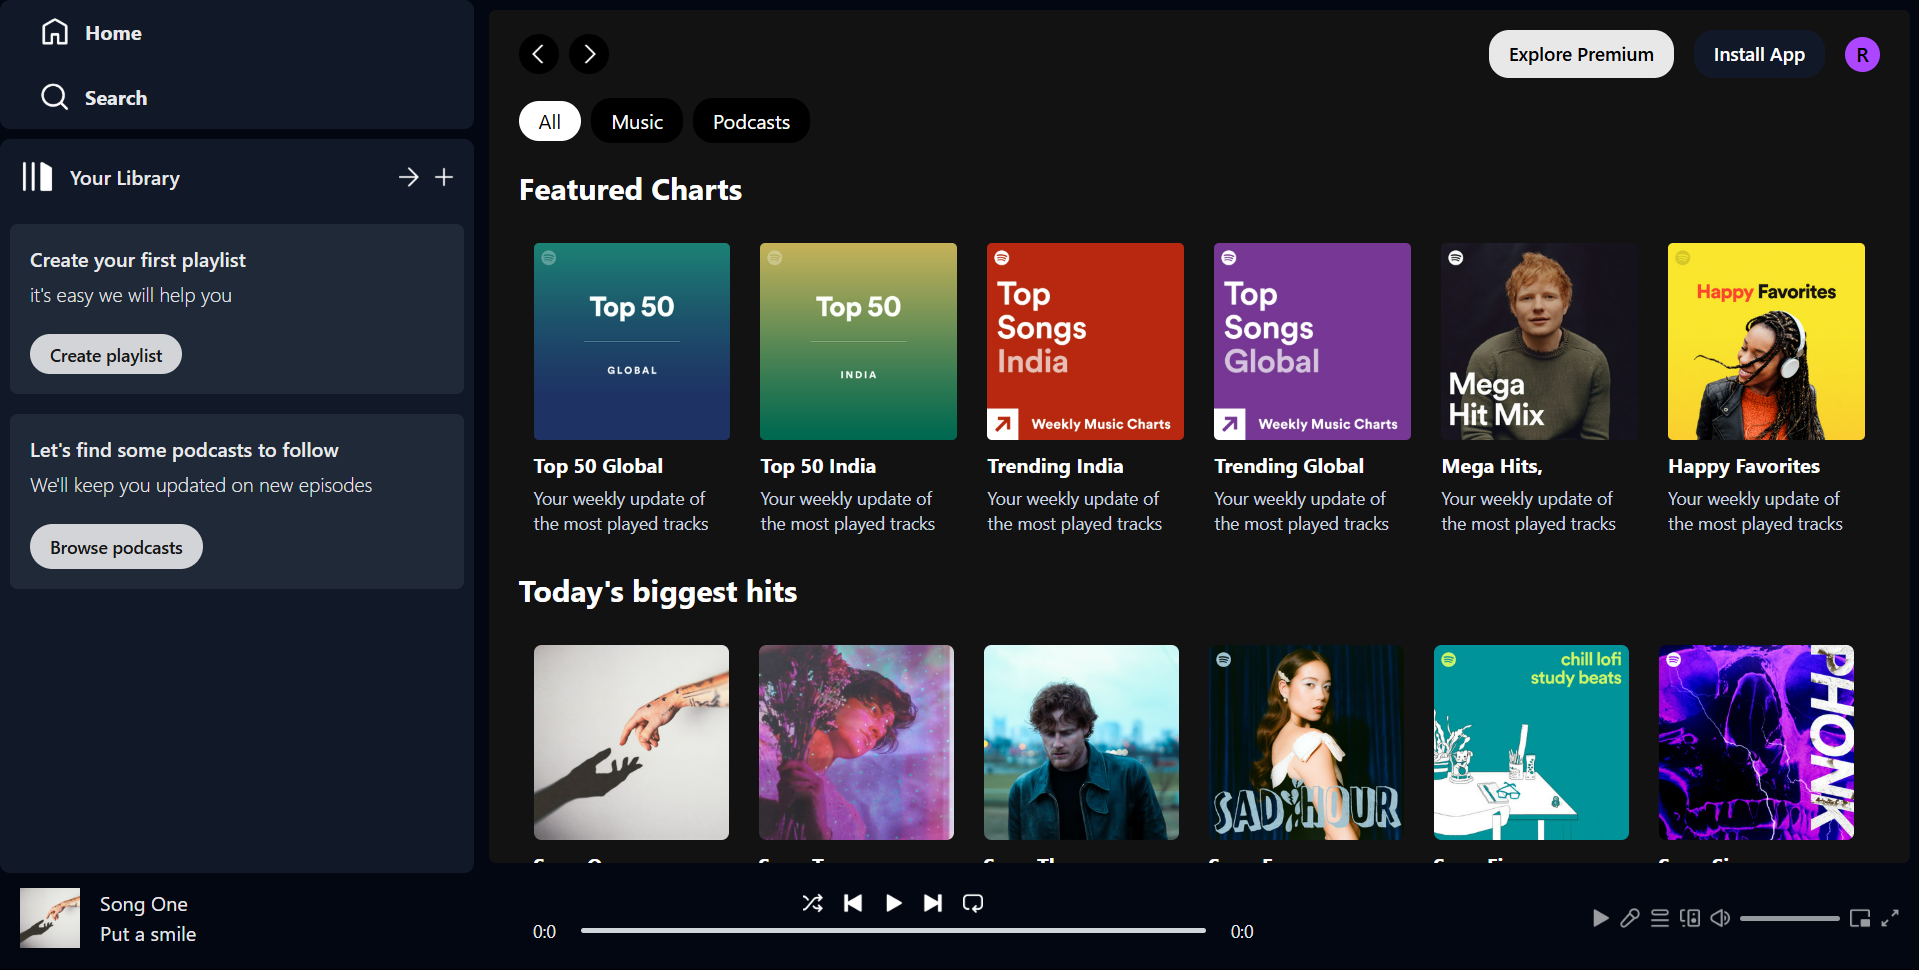 Home
Search
Your Library
Create your first playlist
it's easy we will help you
Create playlist
Let's find some podcasts to follow
We'll keep you updated on new episodes
Browse podcasts
Explore Premium
Install App
R
All
Music
Podcasts
Featured Charts
Top 50
GLOBAL
Top 50 Global
Your weekly update of
the most played tracks
Top 50
INDIA
Top 50 India
Your weekly update of
the most played tracks
Top
Songs
India
Weekly Music Charts
Trending India
Your weekly update of
the most played tracks
Top
Songs
Global
Weekly Music Charts
Trending Global
Your weekly update of
the most played tracks
Mega
Hit Mix
Mega Hits,
Your weekly update of
the most played tracks
Happy Favorites
Happy Favorites
Your weekly update of
the most played tracks
Today's biggest hits
SAD HOUR
chill lofi
study beats
PHONK
Song One
Put a smile
0:0
0:0